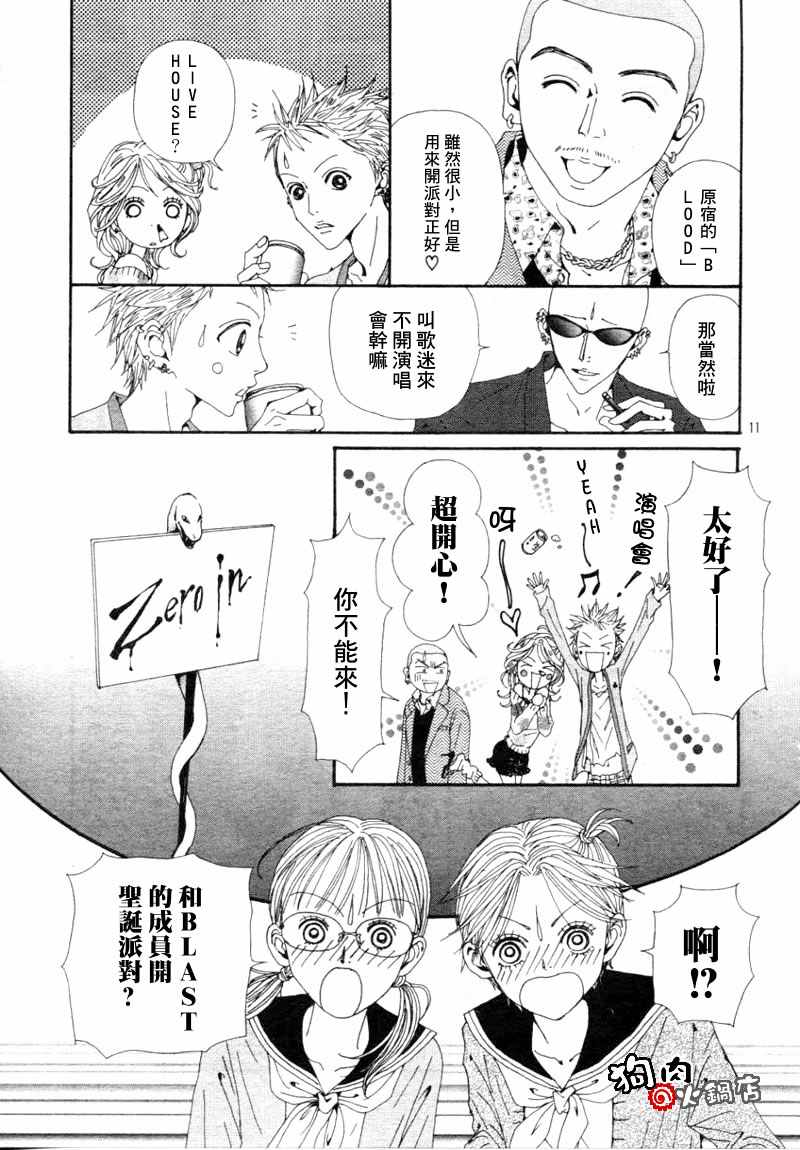 原宿的「B
LOOD」
雖然很小，但是
用來開派對正好♡
LIVE
HOUSE?
那當然啦
叫歌迷來
不開演唱
會幹嘛
11
太好了——！
演唱會！
YEAH
呀
超開心！
你不能來！
Zero in
啊!?
和BLAST
的成員開
聖誕派對？
狗肉
火鍋店